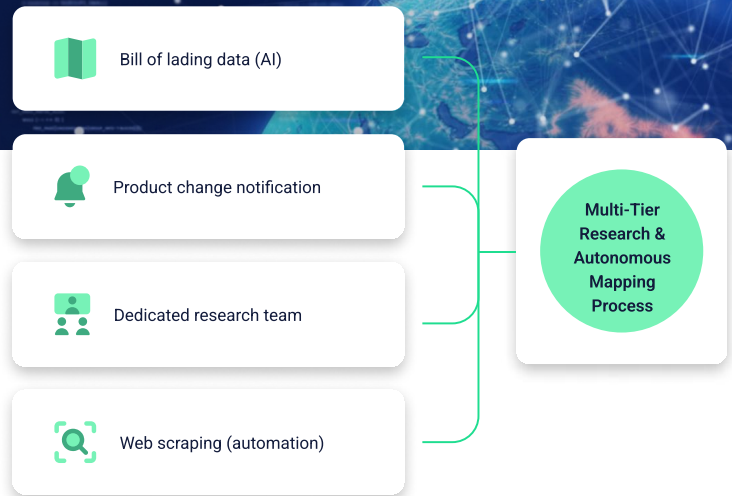 Bill of lading data (AI)
Product change notification
Dedicated research team
Web scraping (automation)
Multi-Tier
Research &
Autonomous
Mapping
Process